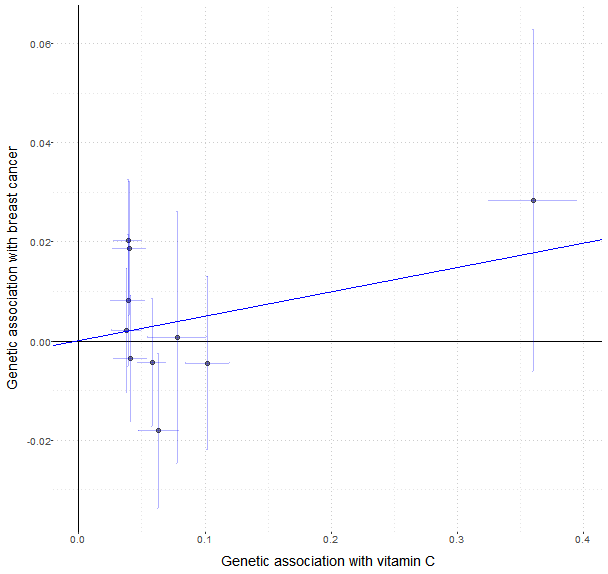 Genetic association with breast cancer
0.06
0.04
0.02
0.00
-0.02
0.0 0.1 0.2 0.3 0.4
Genetic association with vitamin C